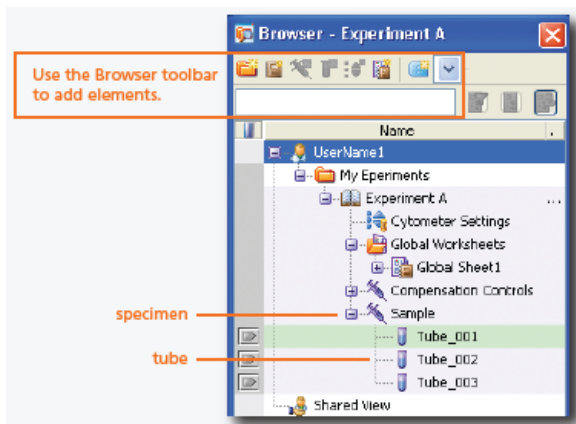 Browser - Experiment A
Use the Browser toolbar
to add elements.
Name
UserName1
My Eperiments
Experiment A
...
Cytometer Settings
Global Worksheets
Global Sheet1
Compensation Controls
specimen
Sample
Tube_001
tube
Tube_002
Tube_003
Shared View